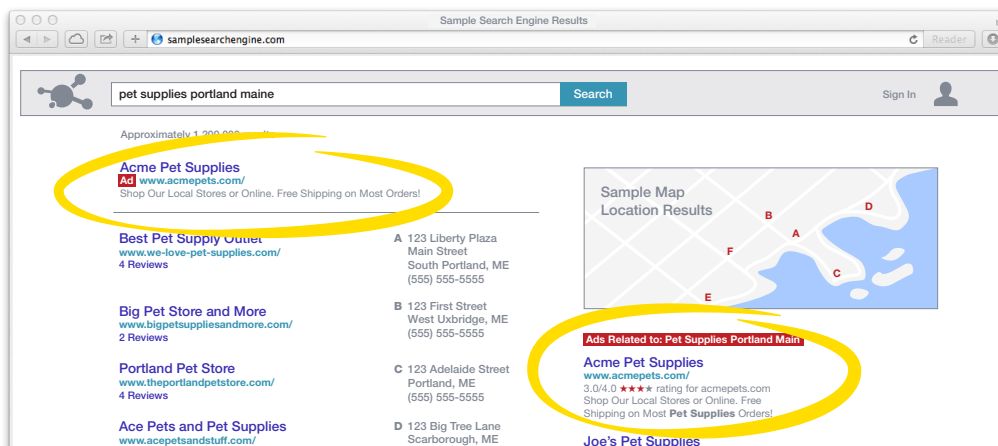 Sample Search Engine Results
samplesearchengine.com
Reader
pet supplies portland maine
Search
Sign In
Approximately
Acme Pet Supplies
Ad www.acmepets.com/
Shop Our Local Stores or Online. Free Shipping on Most Orders!
Best Pet Supply Outlet
www.we-love-pet-supplies.com/
4 Reviews
A 123 Liberty Plaza
Main Street
South Portland, ME
(555) 555-5555
Big Pet Store and More
www.bigpetsuppliesandmore.com/
2 Reviews
B 123 First Street
West Uxbridge, ME
(555) 555-5555
Portland Pet Store
www.theportlandpetstore.com/
4 Reviews
C 123 Adelaide Street
Portland, ME
(555) 555-5555
Ace Pets and Pet Supplies
www.acepetsandstuff.com/
D 123 Big Tree Lane
Scarborough, ME
Sample Map
Location Results
D
B
A
F
C
E
Ads Related to: Pet Supplies Portland Main
Acme Pet Supplies
www.acmepets.com/
3.0/4.0 ★★★★ rating for acmepets.com
Shop Our Local Stores or Online. Free
Shipping on Most Pet Supplies Orders!
Joe's Pet Supplies